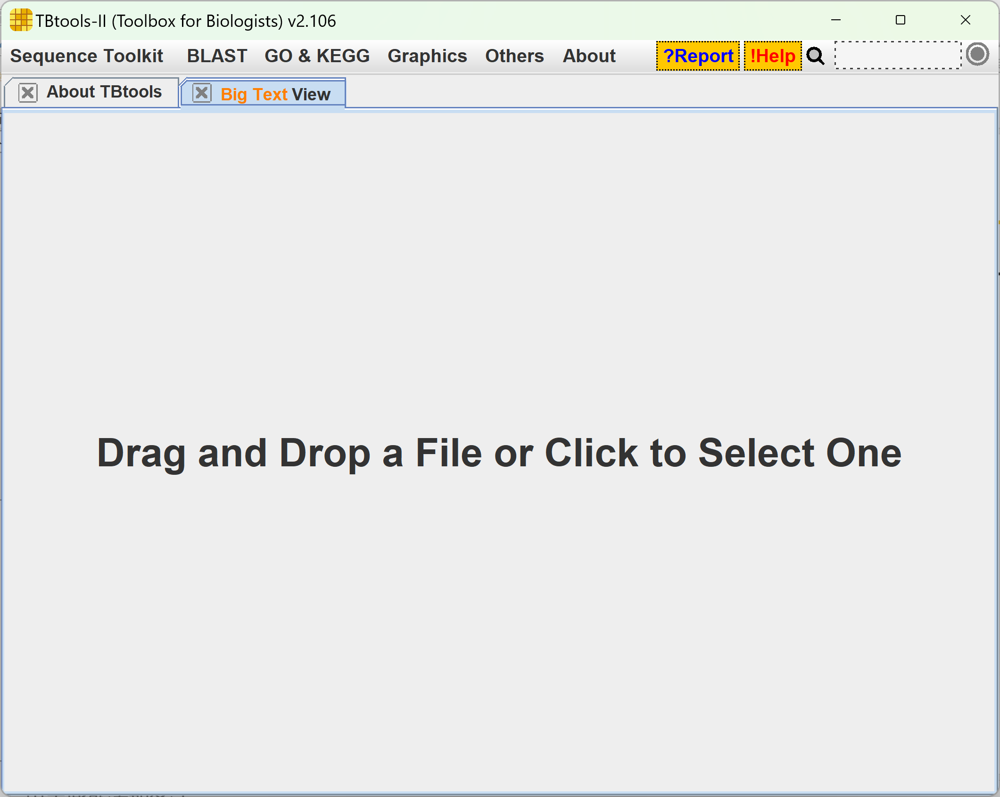 TBtools-II (Toolbox for Biologists) v2.106
Sequence Toolkit BLAST GO & KEGG Graphics Others About ?Report !Help
About TBtools Big Text View
Drag and Drop a File or Click to Select One